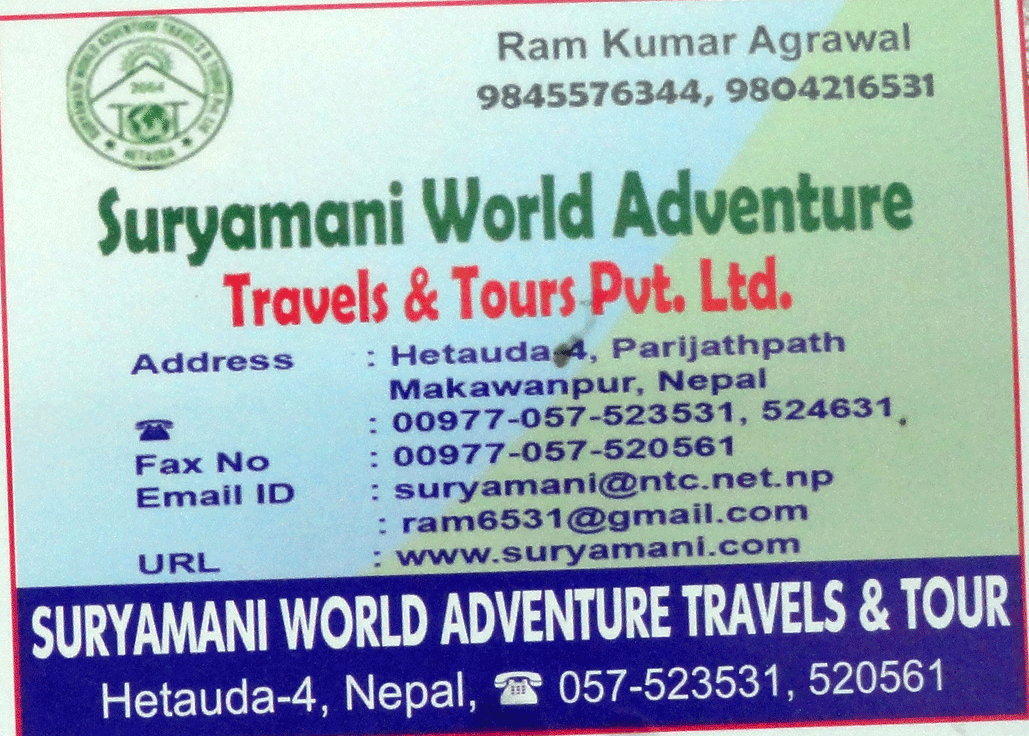 SURYAMANI WORLD ADVENTURE TRAVELS & TOURS Pvt. Ltd.
2064
HETAUDA
Ram Kumar Agrawal
9845576344, 9804216531
Suryamani World Adventure
Travels & Tours Pvt. Ltd.
Address : Hetauda-4, Parijathpath
Makawanpur, Nepal
☎ : 00977-057-523531, 524631
Fax No : 00977-057-520561
Email ID : suryamani@ntc.net.np
: ram6531@gmail.com
URL : www.suryamani.com
SURYAMANI WORLD ADVENTURE TRAVELS & TOUR
Hetauda-4, Nepal, ☎ 057-523531, 520561